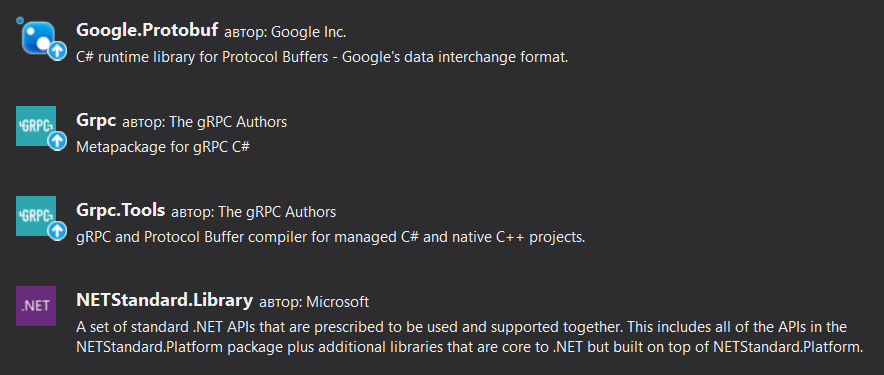 Google.Protobuf автор: Google Inc.
C# runtime library for Protocol Buffers - Google's data interchange format.
GRPC
Grpc автор: The gRPC Authors
Metapackage for gRPC C#
GRPC
Grpc.Tools автор: The gRPC Authors
gRPC and Protocol Buffer compiler for managed C# and native C++ projects.
.NET
NETStandard.Library автор: Microsoft
A set of standard .NET APIs that are prescribed to be used and supported together. This includes all of the APIs in the
NETStandard.Platform package plus additional libraries that are core to .NET but built on top of NETStandard.Platform.